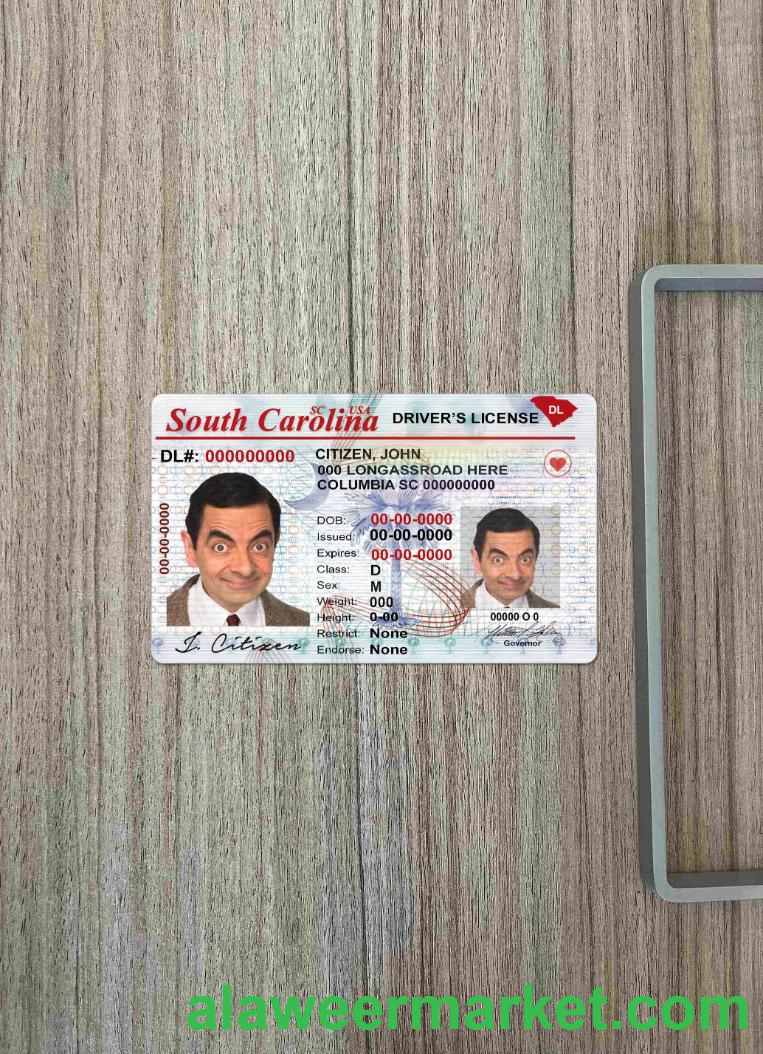 South Carolina SC USA DRIVER'S LICENSE DL
DL#: 000000000
CITIZEN, JOHN
000 LONGASSROAD HERE
COLUMBIA SC 000000000
00-00-0000
DOB: 00-00-0000
Issued: 00-00-0000
Expires: 00-00-0000
Class: D
Sex: M
Weight: 000
Height: 0-00
Restrict: None
Endorse: None
J. Citizen
00000 O 0
Governor
alaweermarket.com